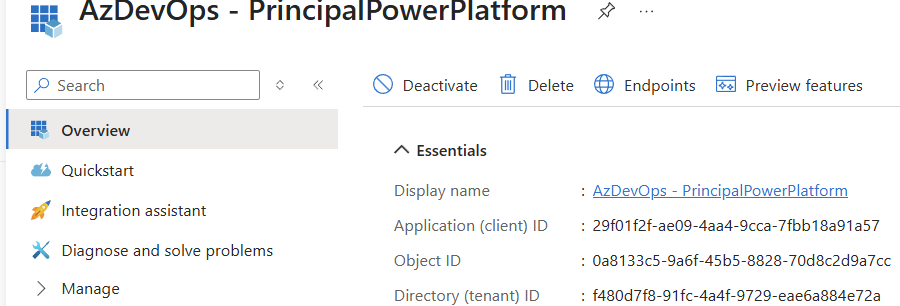 AzDevOps - PrincipalPowerPlatform ...
Search
Deactivate Delete Endpoints Preview features
Overview
Quickstart
Integration assistant
Diagnose and solve problems
Manage
Essentials
Display name : AzDevOps - PrincipalPowerPlatform
Application (client) ID : 29f01f2f-ae09-4aa4-9cca-7fbb18a91a57
Object ID : 0a8133c5-9a6f-45b5-8828-70d8c2d9a7cc
Directory (tenant) ID : f480d7f8-91fc-4a4f-9729-eae6a884e72a